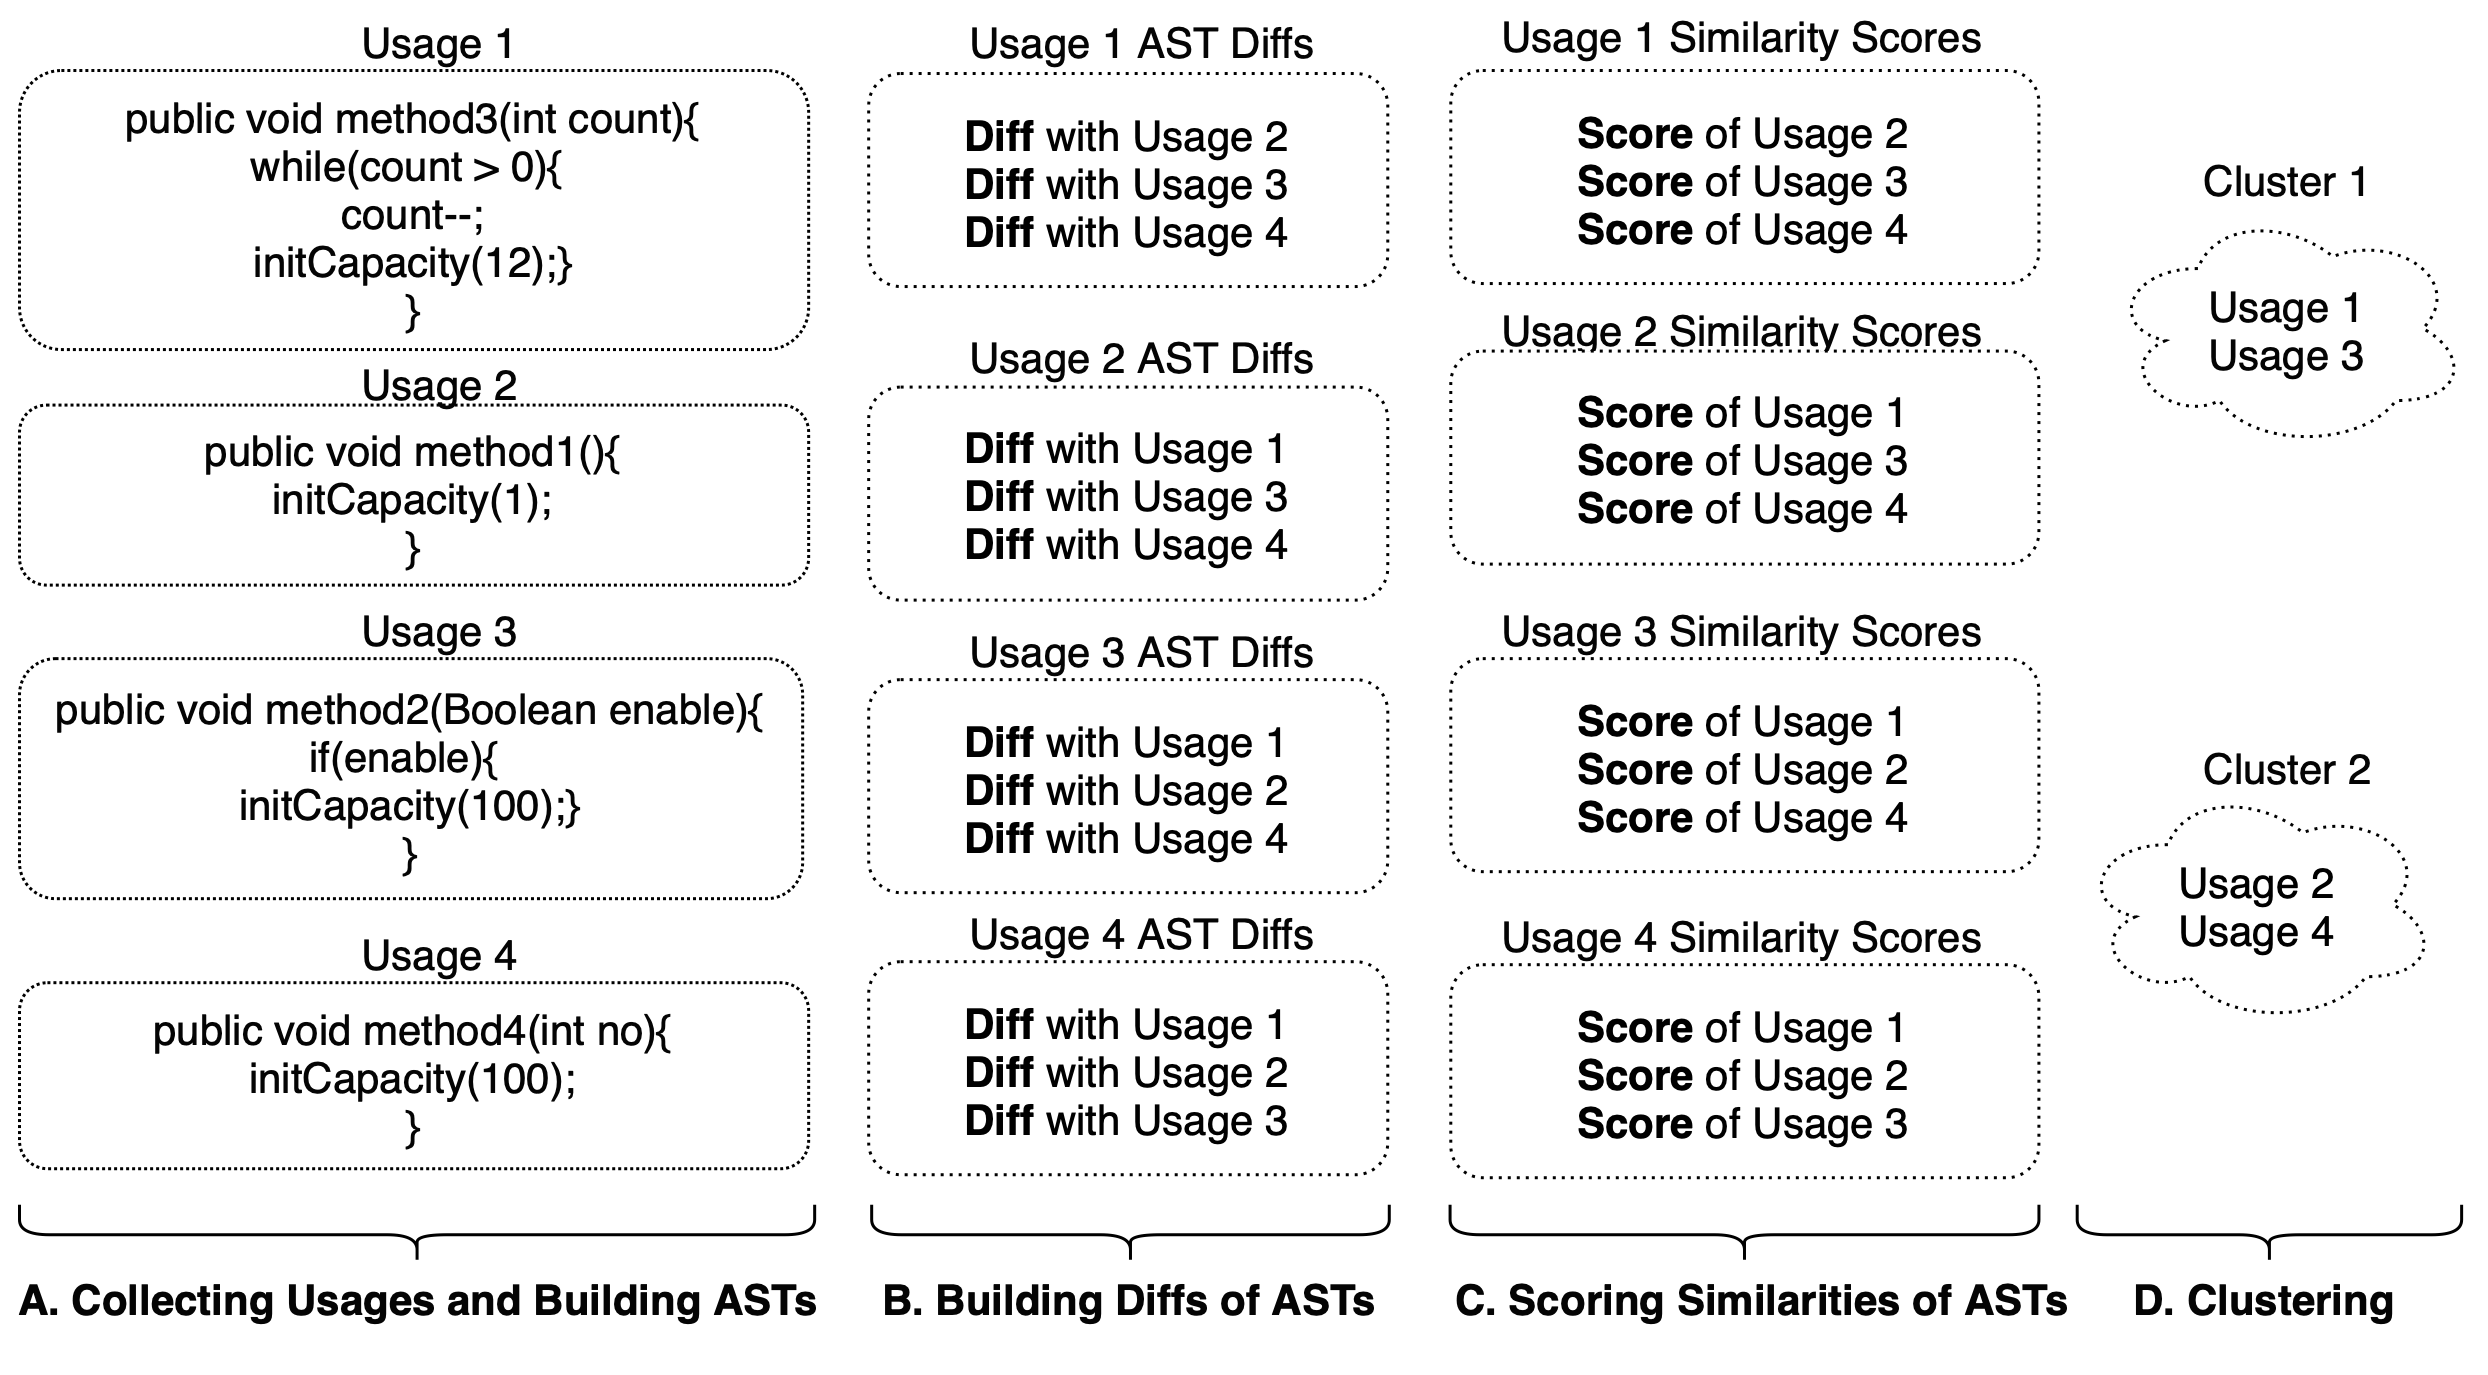 Usage 1
public void method3(int count){
while(count > 0){
count--;
initCapacity(12);}
}
Usage 2
public void method1(){
initCapacity(1);
}
Usage 3
public void method2(Boolean enable){
if(enable){
initCapacity(100);}
}
Usage 4
public void method4(int no){
initCapacity(100);
}
A. Collecting Usages and Building ASTs
Usage 1 AST Diffs
Diff with Usage 2
Diff with Usage 3
Diff with Usage 4
Usage 2 AST Diffs
Diff with Usage 1
Diff with Usage 3
Diff with Usage 4
Usage 3 AST Diffs
Diff with Usage 1
Diff with Usage 2
Diff with Usage 4
Usage 4 AST Diffs
Diff with Usage 1
Diff with Usage 2
Diff with Usage 3
B. Building Diffs of ASTs
Usage 1 Similarity Scores
Score of Usage 2
Score of Usage 3
Score of Usage 4
Usage 2 Similarity Scores
Score of Usage 1
Score of Usage 3
Score of Usage 4
Usage 3 Similarity Scores
Score of Usage 1
Score of Usage 2
Score of Usage 4
Usage 4 Similarity Scores
Score of Usage 1
Score of Usage 2
Score of Usage 3
C. Scoring Similarities of ASTs
Cluster 1
Usage 1
Usage 3
Cluster 2
Usage 2
Usage 4
D. Clustering